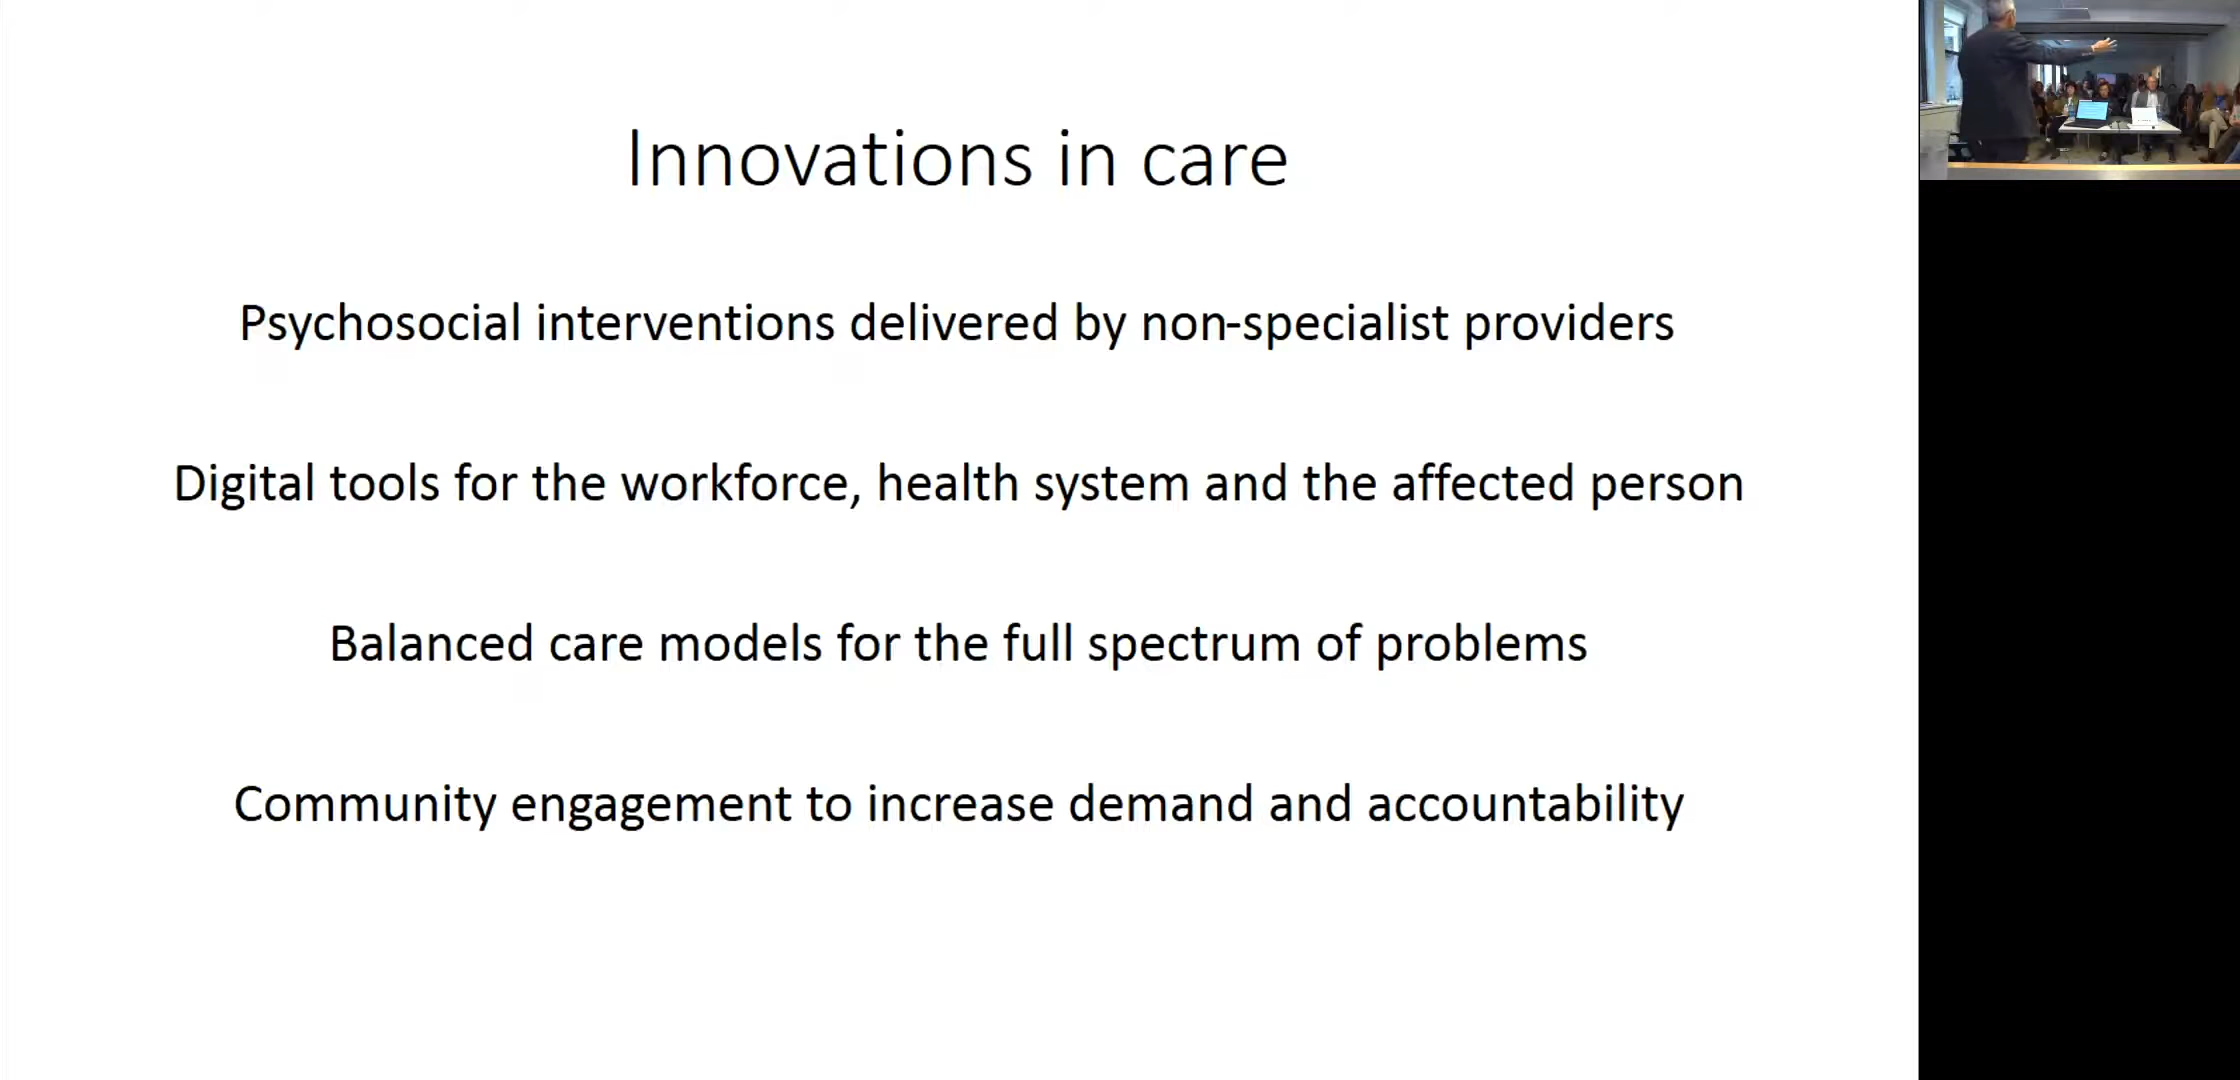 Innovations in care
Psychosocial interventions delivered by non-specialist providers
Digital tools for the workforce, health system and the affected person
Balanced care models for the full spectrum of problems
Community engagement to increase demand and accountability